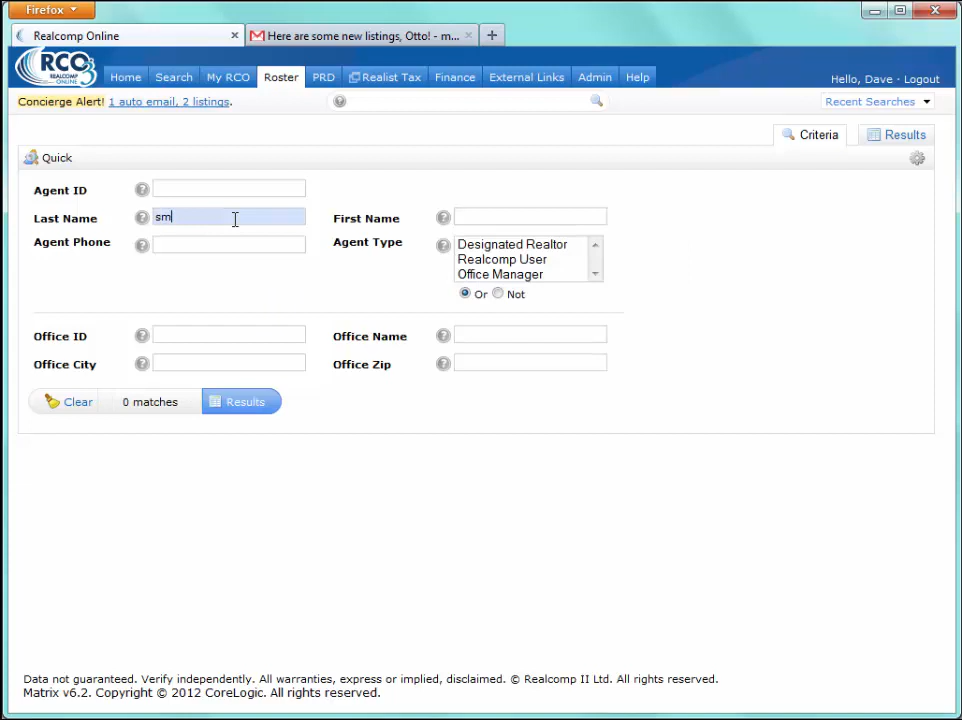 Firefox
Realcomp Online
Here are some new listings, Otto! - m...
RCO3
REALCOMP
ONLINE
Home Search My RCO Roster PRD Realist Tax Finance External Links Admin Help
Hello, Dave - Logout
Concierge Alert! 1 auto email, 2 listings.
Recent Searches
Criteria Results
Quick
Agent ID
Last Name sm First Name
Agent Phone Agent Type Designated Realtor
Realcomp User
Office Manager
Or Not
Office ID Office Name
Office City Office Zip
Clear 0 matches Results
Data not guaranteed. Verify independently. All warranties, express or implied, disclaimed. © Realcomp II Ltd. All rights reserved.
Matrix v6.2. Copyright © 2012 CoreLogic. All rights reserved.